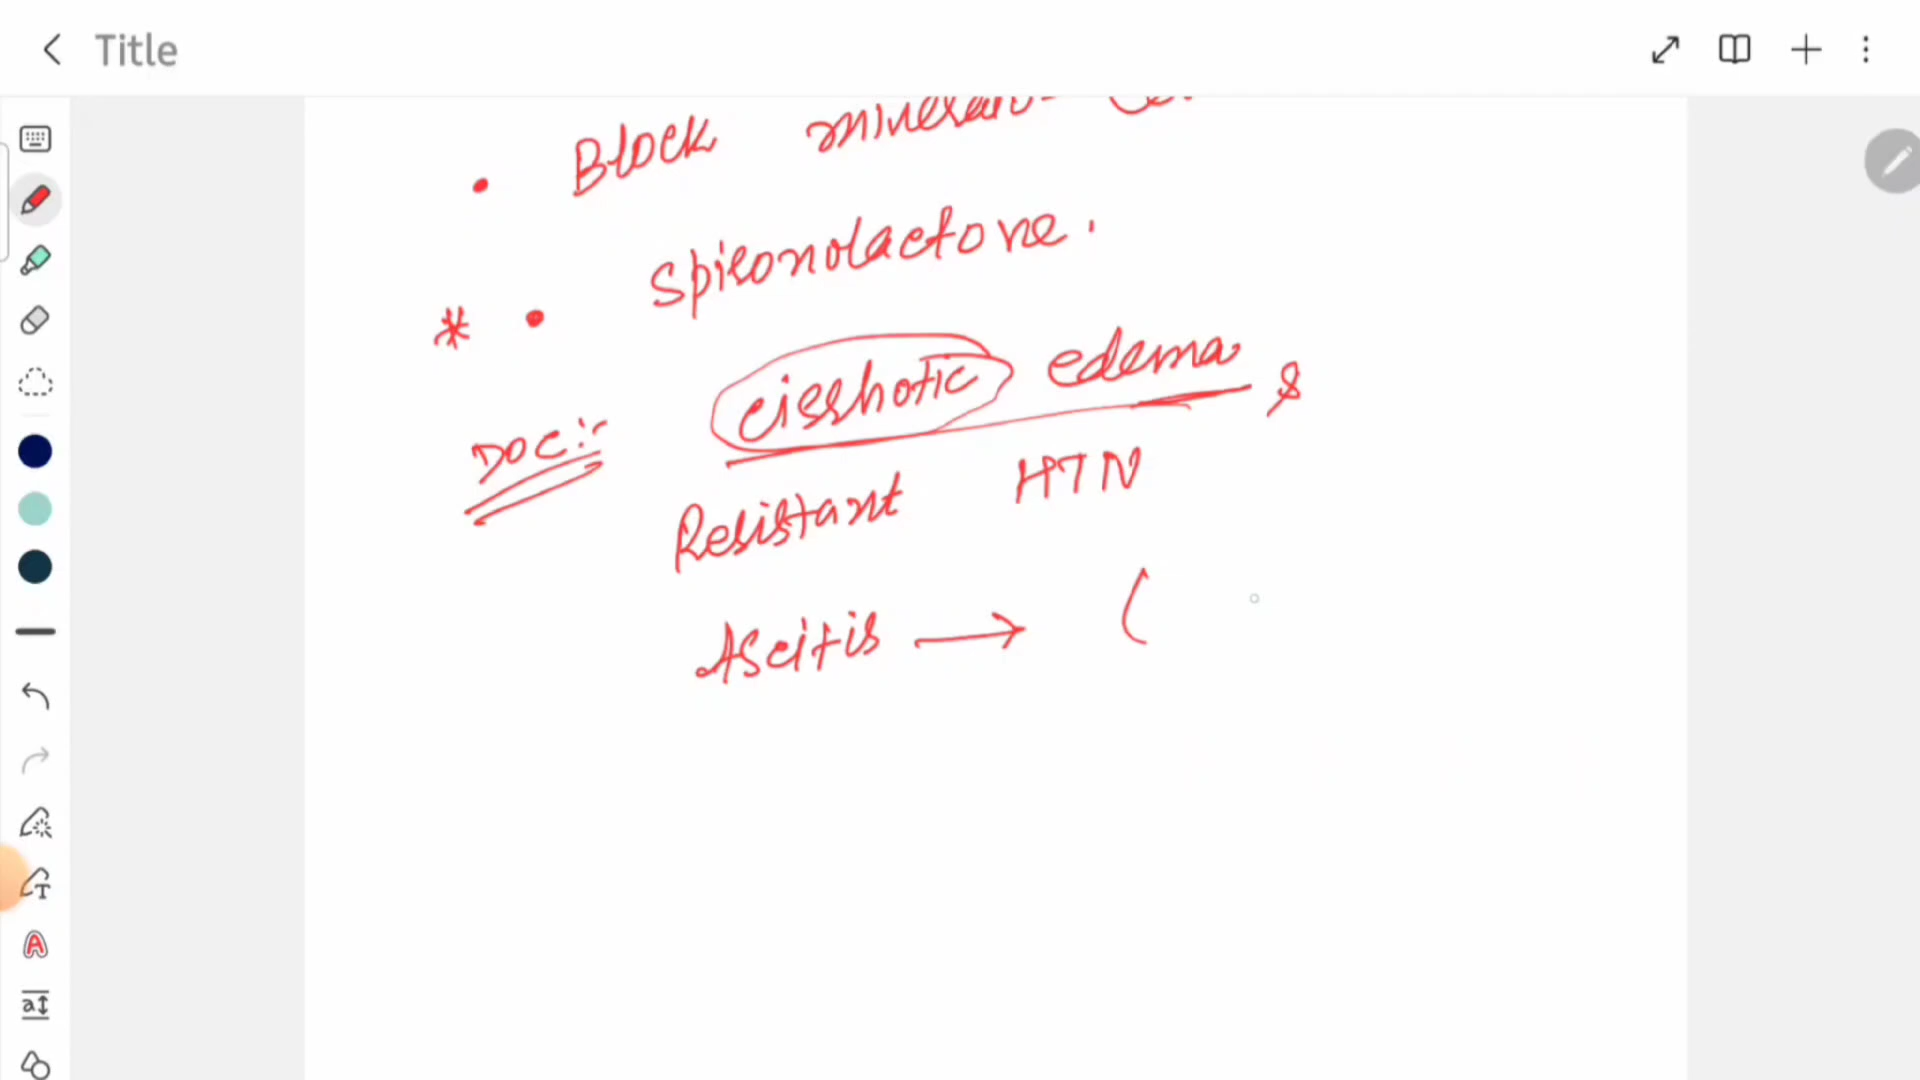 Title
• Block
* • Spironolactone.
DOC:- cirrhotic edema &
Resistant HTN
Ascitis → (